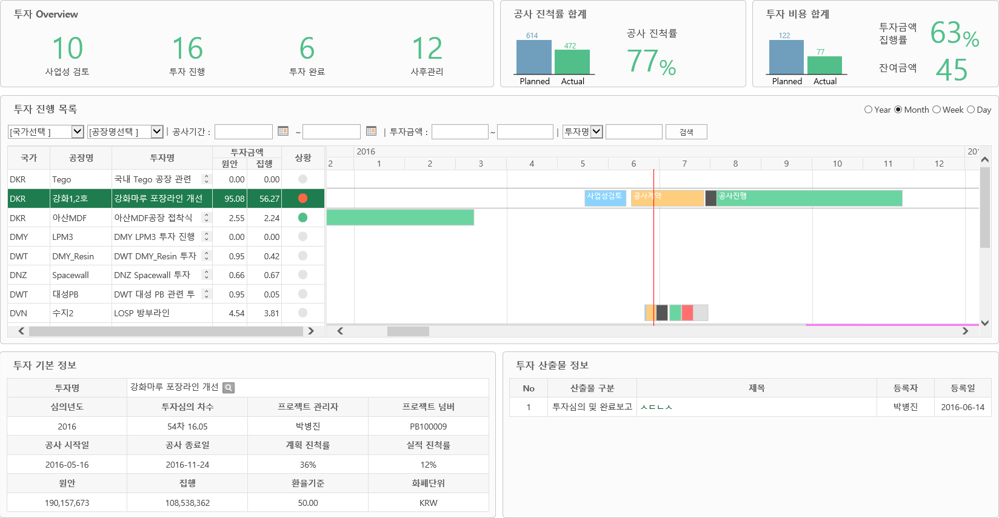 투자 Overview
10 16 6 12
사업성 검토 투자 진행 투자 완료 사후관리
공사 진척률 합계
614
472
Planned Actual
공사 진척률
77%
투자 비용 합계
122
77
Planned Actual
투자금액
집행률
63%
잔여금액
45
투자 진행 목록
Year Month Week Day
[국가선택 ] [공장명선택 ] | 공사기간 : ~ | 투자금액 : ~ | 투자명 검색
국가 공장명 투자명 투자금액 상황
원안 집행
2016 201
2 1 2 3 4 5 6 7 8 9 10 11 12
DKR Tego 국내 Tego 공장 관련 0.00 0.00
DKR 강화1,2호 강화마루 포장라인 개선 95.08 56.27 사업성검토 공사계약 공사진행
DKR 아산MDF 아산MDF공장 접착식 2.55 2.24
DMY LPM3 DMY LPM3 투자 진행 0.00 0.00
DWT DMY_Resin DWT DMY_Resin 투자 0.95 0.42
DNZ Spacewall DNZ Spacewall 투자 0.66 0.67
DWT 대성PB DWT 대성 PB 관련 투 0.95 0.05
DVN 수지2 LOSP 방부라인 4.54 3.81
투자 기본 정보
투자명 강화마루 포장라인 개선
심의년도 투자심의 차수 프로젝트 관리자 프로젝트 넘버
2016 54차 16.05 박병진 PB100009
공사 시작일 공사 종료일 계획 진척률 실적 진척률
2016-05-16 2016-11-24 36% 12%
원안 집행 환율기준 화폐단위
190,157,673 108,538,362 50.00 KRW
투자 산출물 정보
No 산출물 구분 제목 등록자 등록일
1 투자심의 및 완료보고 ㅅㄷㄴㅅ 박병진 2016-06-14